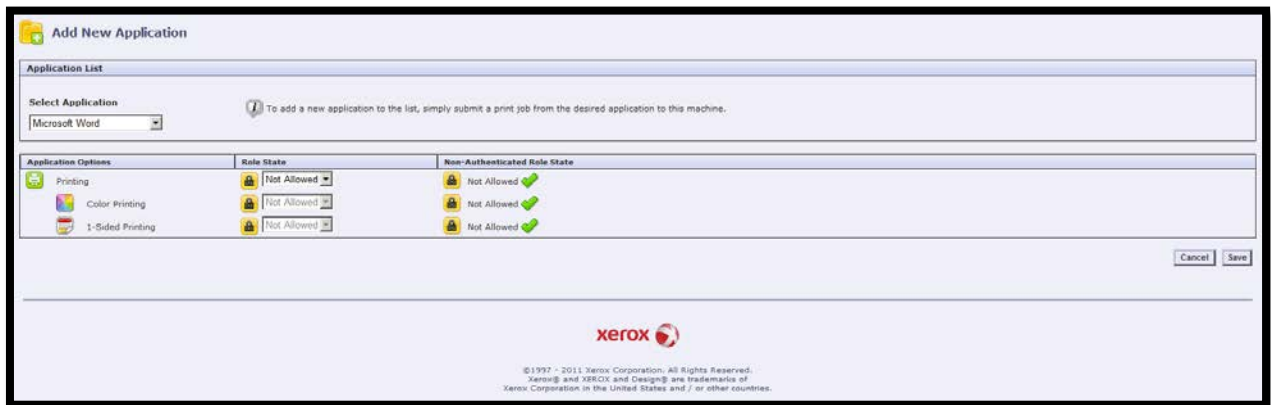 Add New Application
Application List
Select Application
To add a new application to the list, simply submit a print job from the desired application to this machine.
Microsoft Word
Application Options Role State Non-Authenticated Role State
Printing Not Allowed Not Allowed
Color Printing Not Allowed Not Allowed
1-Sided Printing Not Allowed Not Allowed
Cancel Save
xerox
©1997 - 2011 Xerox Corporation. All Rights Reserved.
Xerox® and XEROX and Design® are trademarks of
Xerox Corporation in the United States and / or other countries.